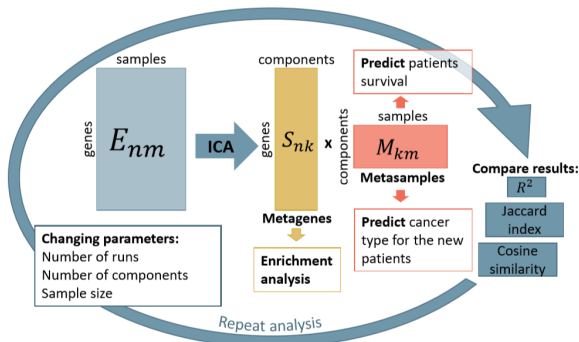 samples
genes
E_nm
ICA
components
genes
S_nk
x
Metagenes
Enrichment
analysis
Predict patients
survival
samples
components
M_km
Metasamples
Predict cancer
type for the new
patients
Compare results:
R²
Jaccard
index
Cosine
similarity
Changing parameters:
Number of runs
Number of components
Sample size
Repeat analysis